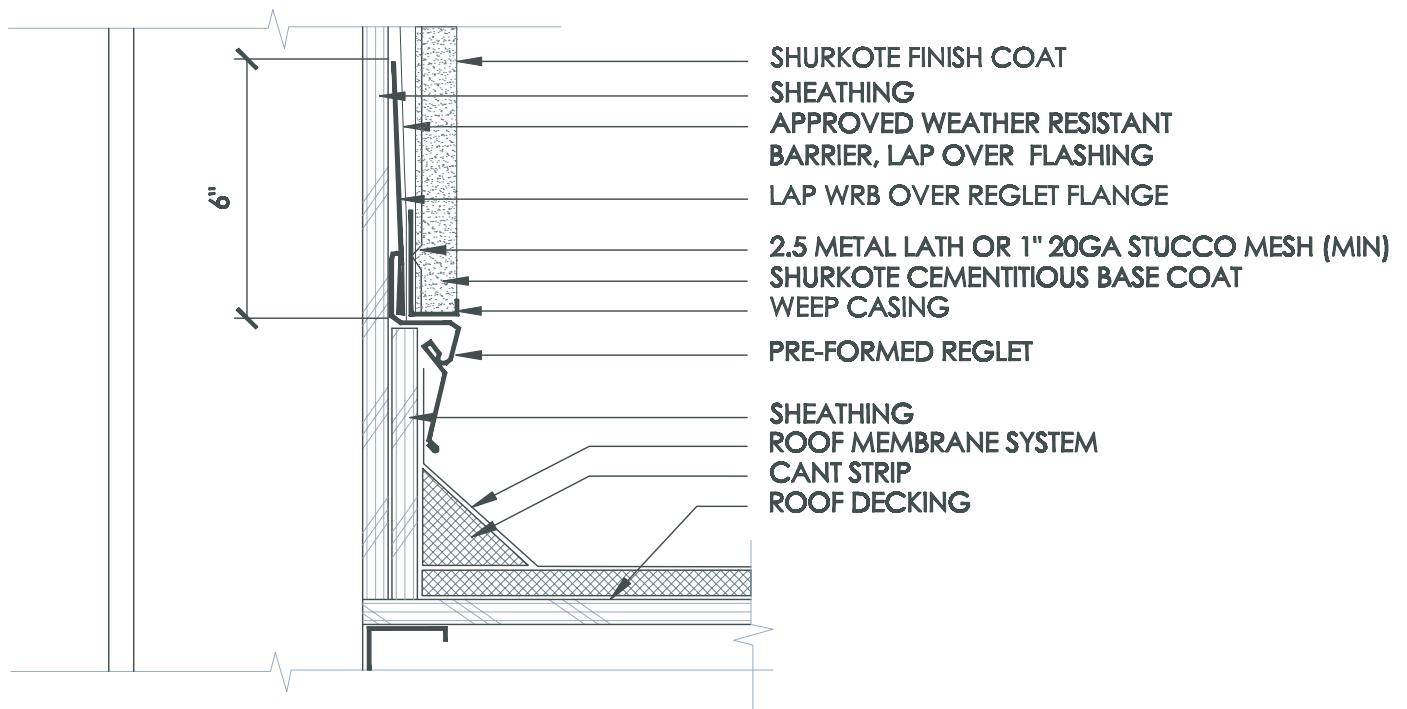 SHURKOTE FINISH COAT
SHEATHING
APPROVED WEATHER RESISTANT
BARRIER, LAP OVER FLASHING
LAP WRB OVER REGLET FLANGE
6"
2.5 METAL LATH OR 1" 20GA STUCCO MESH (MIN)
SHURKOTE CEMENTITIOUS BASE COAT
WEEP CASING
PRE-FORMED REGLET
SHEATHING
ROOF MEMBRANE SYSTEM
CANT STRIP
ROOF DECKING